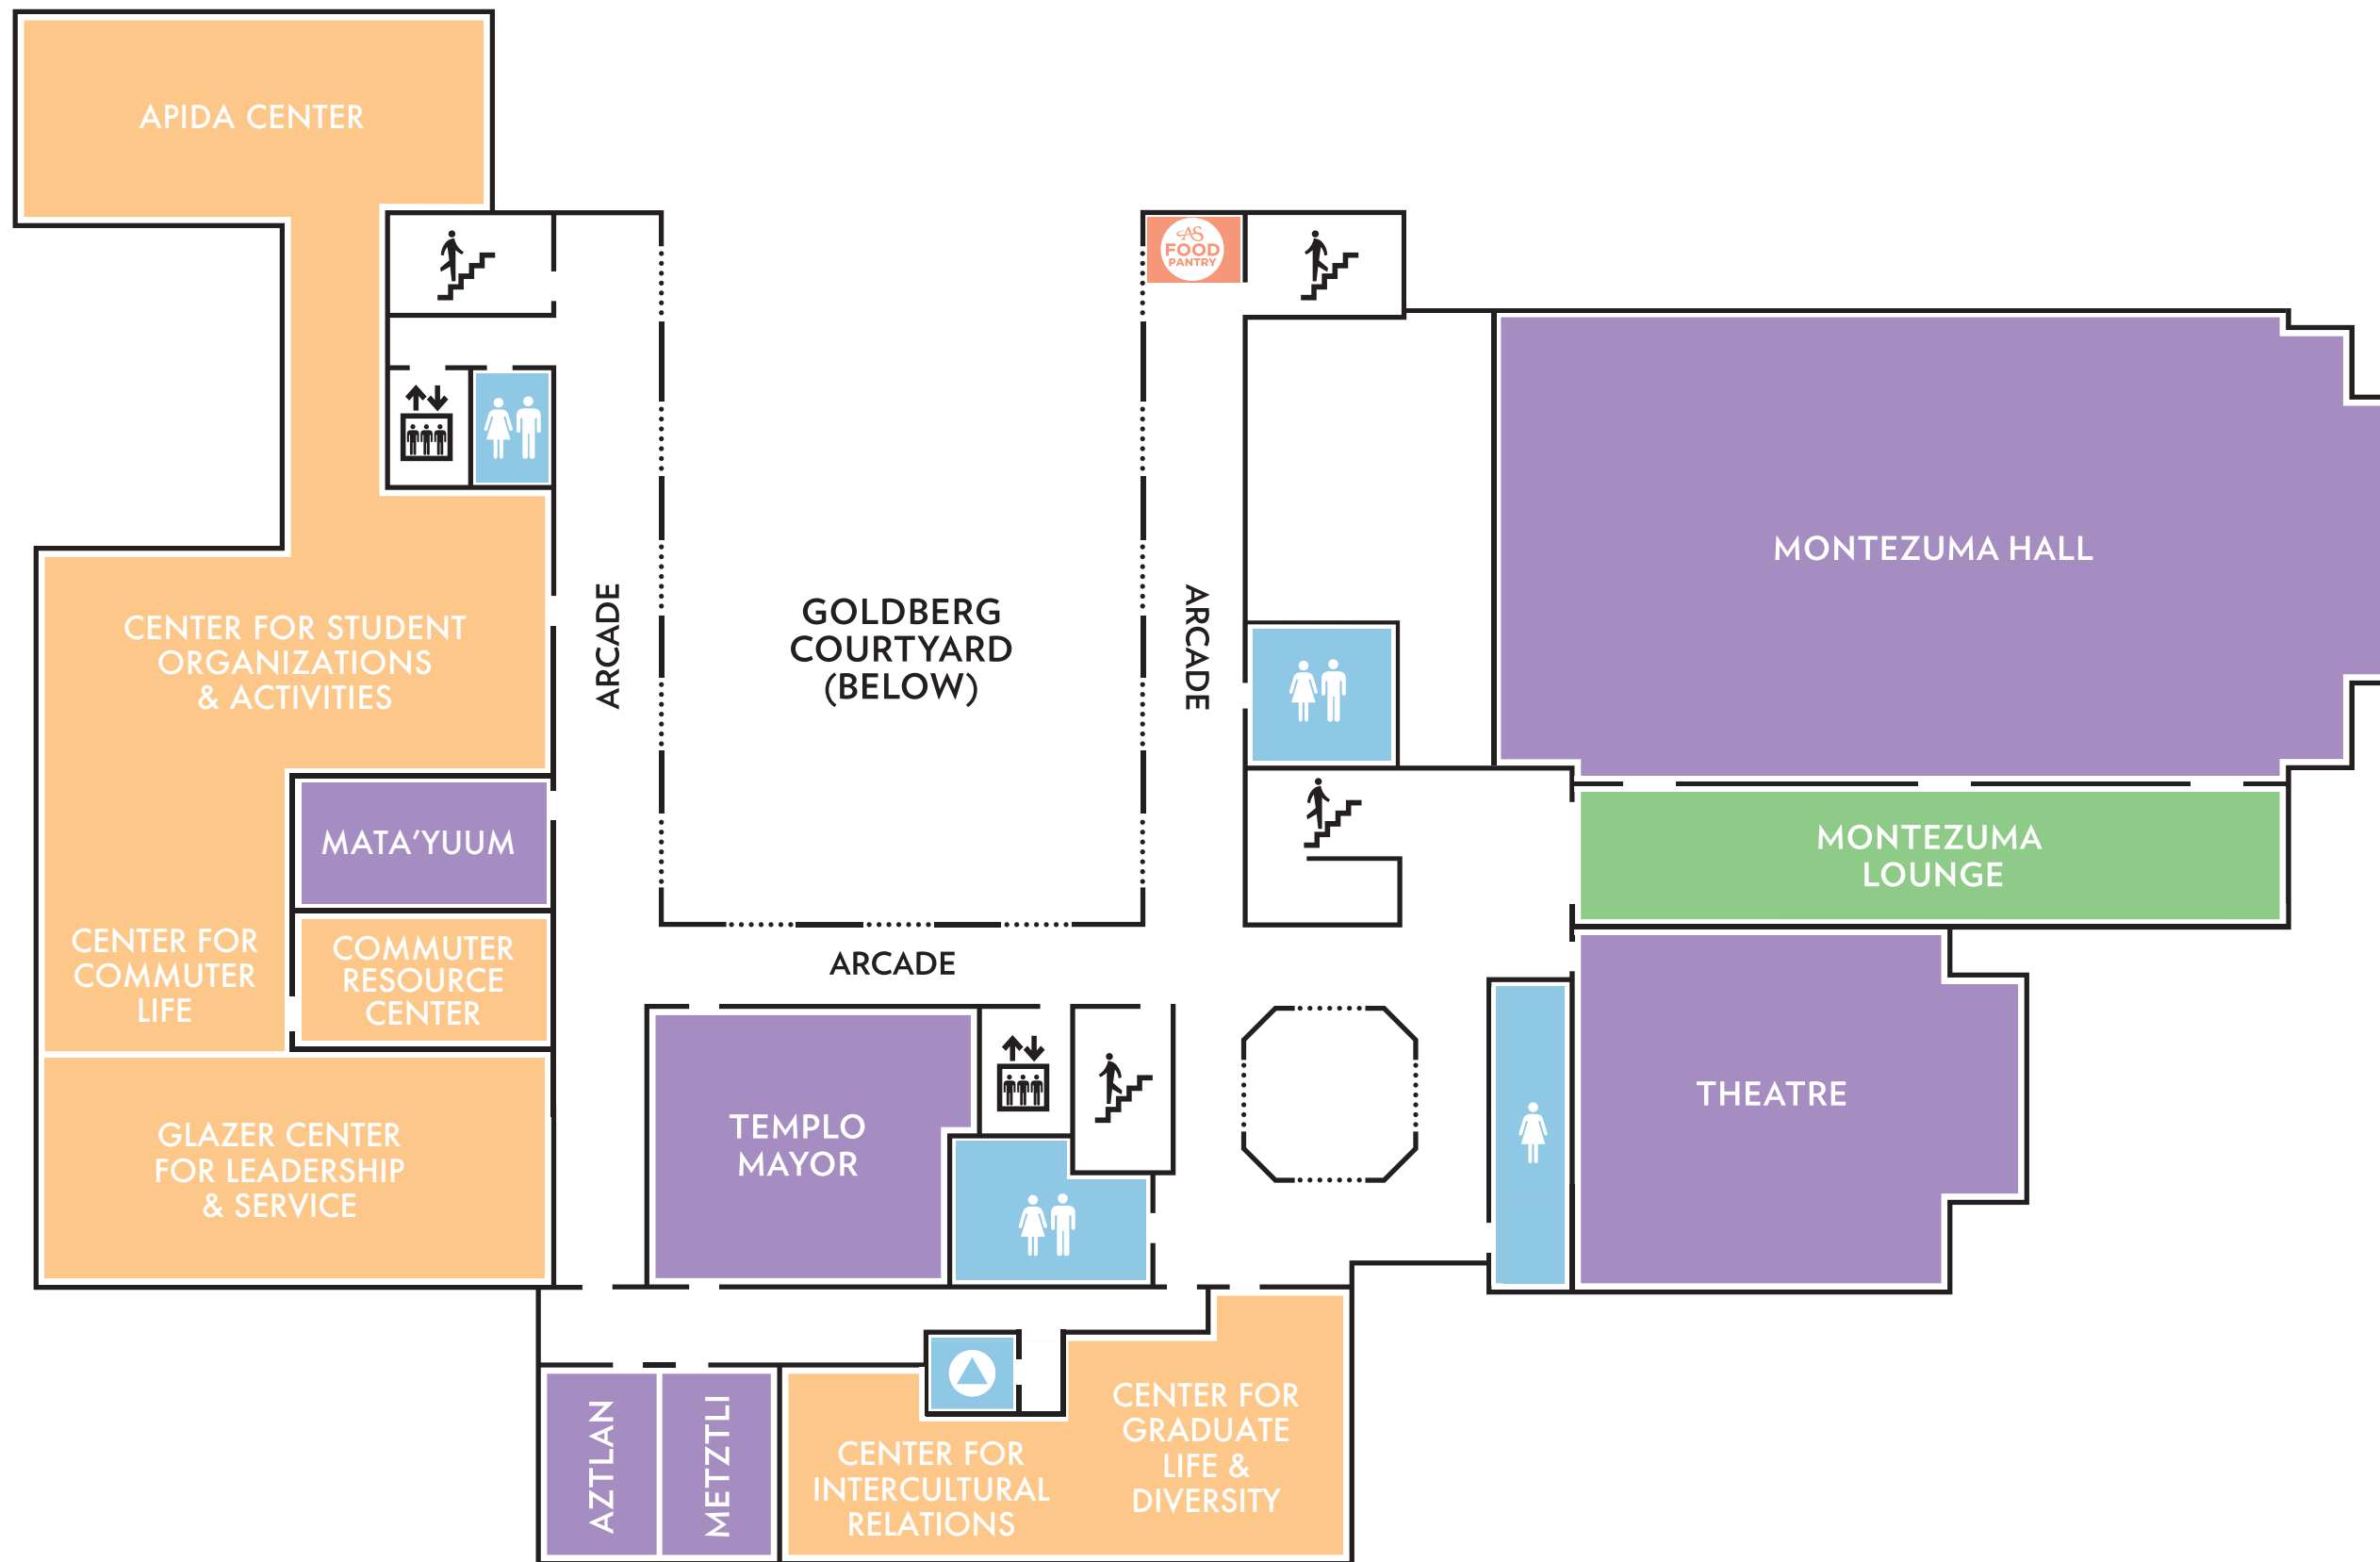 APIDA CENTER
AS
FOOD
PANTRY
MONTEZUMA HALL
CENTER FOR STUDENT
ORGANIZATIONS
& ACTIVITIES
ARCADE
GOLDBERG
COURTYARD
(BELOW)
ARCADE
MATA'YUUM
MONTEZUMA
LOUNGE
CENTER FOR
COMMUTER
LIFE
COMMUTER
RESOURCE
CENTER
ARCADE
GLAZER CENTER
FOR LEADERSHIP
& SERVICE
TEMPLO
MAYOR
THEATRE
AZTLAN
METZTLI
CENTER FOR
INTERCULTURAL
RELATIONS
CENTER FOR
GRADUATE
LIFE &
DIVERSITY